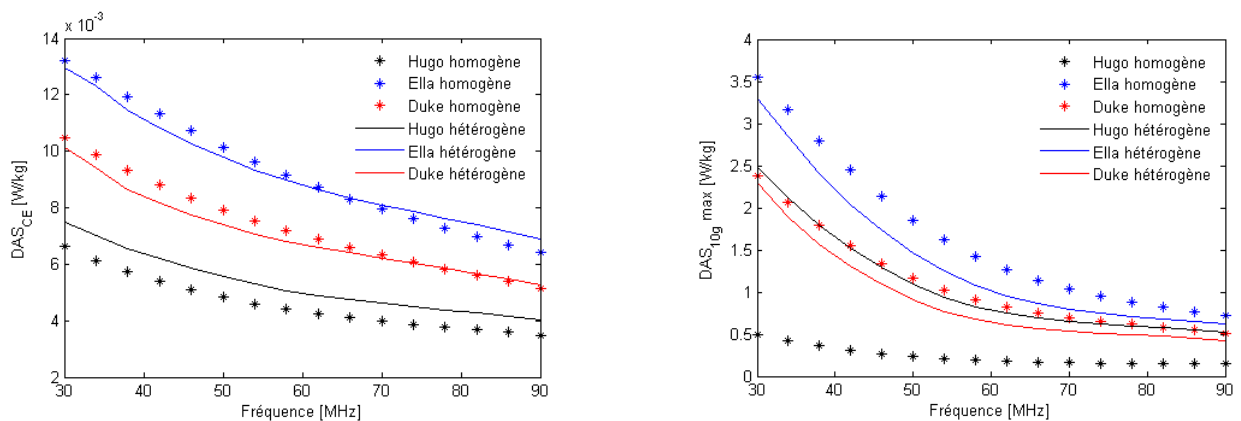 x 10⁻³
14
12
10
8
6
4
2
DAS_CE [W/kg]
30 40 50 60 70 80 90
Fréquence [MHz]
Hugo homogène
Ella homogène
Duke homogène
Hugo hétérogène
Ella hétérogène
Duke hétérogène
4
3.5
3
2.5
2
1.5
1
0.5
0
DAS_10g max [W/kg]
30 40 50 60 70 80 90
Fréquence [MHz]
Hugo homogène
Ella homogène
Duke homogène
Hugo hétérogène
Ella hétérogène
Duke hétérogène